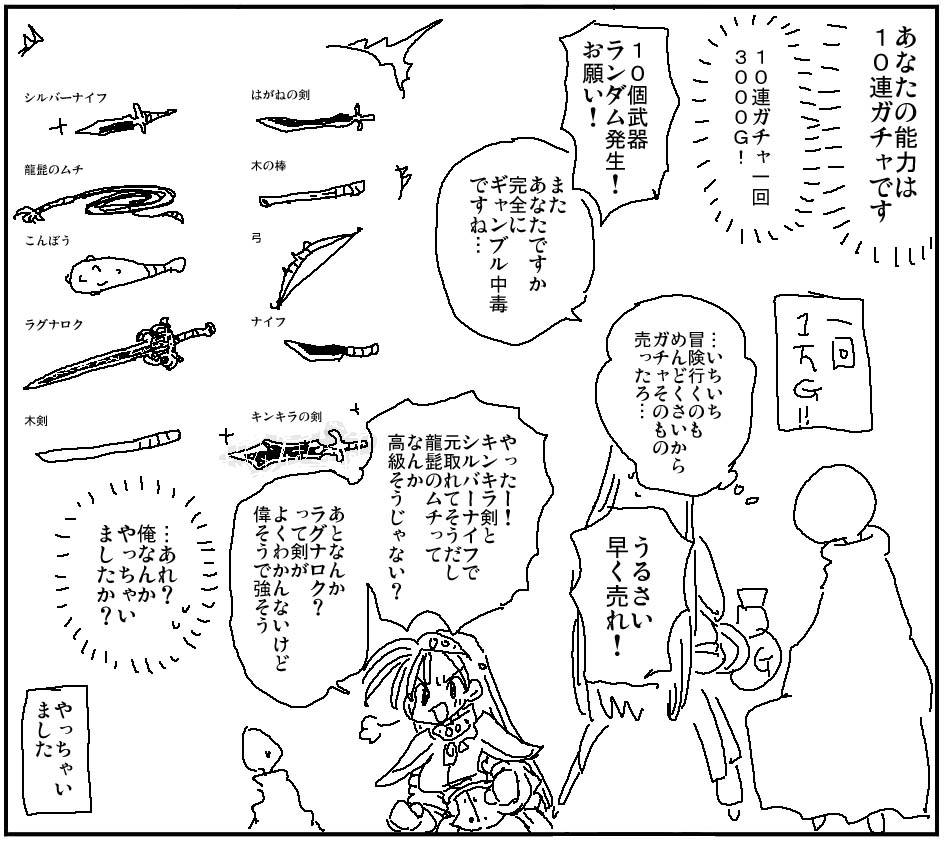 あなたの能力は
１０連ガチャです
１０連ガチャ一回
３０００Ｇ！
１０個武器
ランダム発生！
お願い！
また
あなたですか
完全に
ギャンブル中毒
ですね…
一回
1万G!!
…いちいち
冒険行くのも
めんどくさいから
ガチャそのもの
売ったろ…
うるさい
早く売れ！
G
はがねの剣
木の棒
弓
ナイフ
キンキラの剣
シルバーナイフ
龍髭のムチ
こんぼう
ラグナロク
木剣
やったー！
キンキラ剣と
シルバーナイフで
元取れてそうだし
龍髭のムチって
なんか
高級そうじゃない？
あとなんか
ラグナロク？
って剣が
よくわかんないけど
偉そうで強そう
…あれ？
俺なんか
やっちゃい
ましたか？
やっちゃい
ました